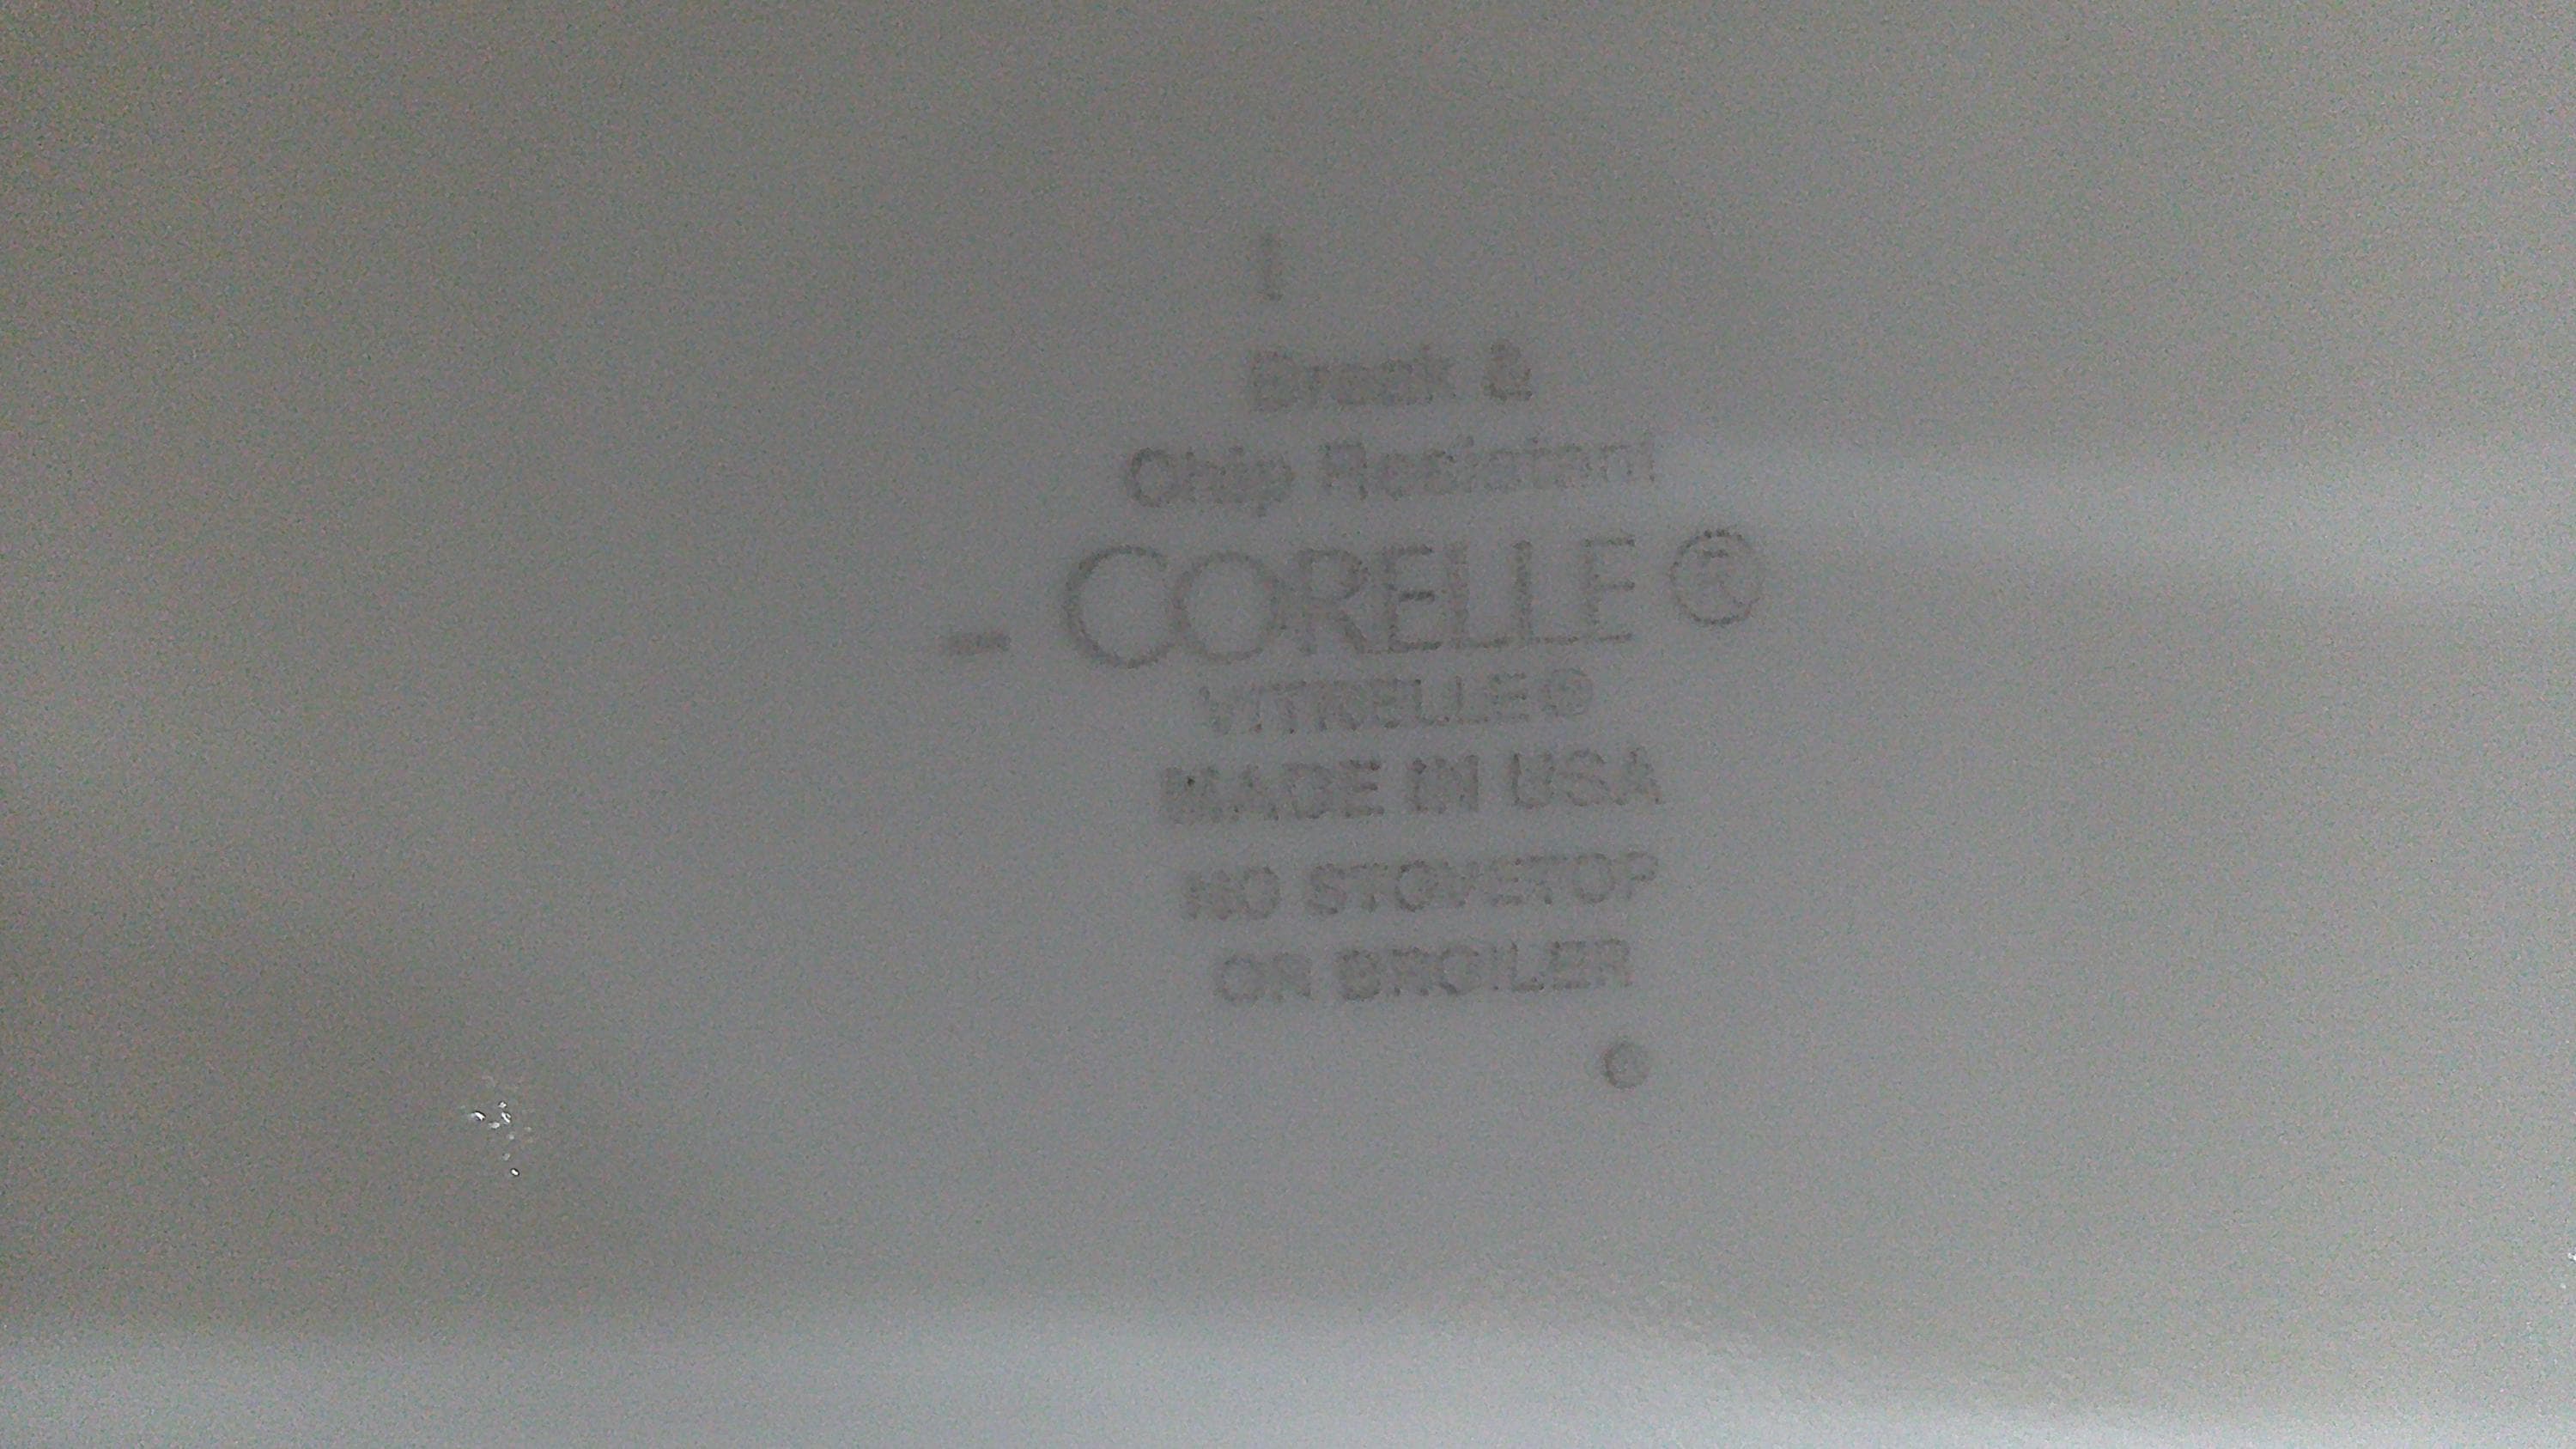 Break &
Chip Resistant
- CORELLE ®
VITRELLE®
MADE IN USA
NO STOVETOP
OR BROILER
©